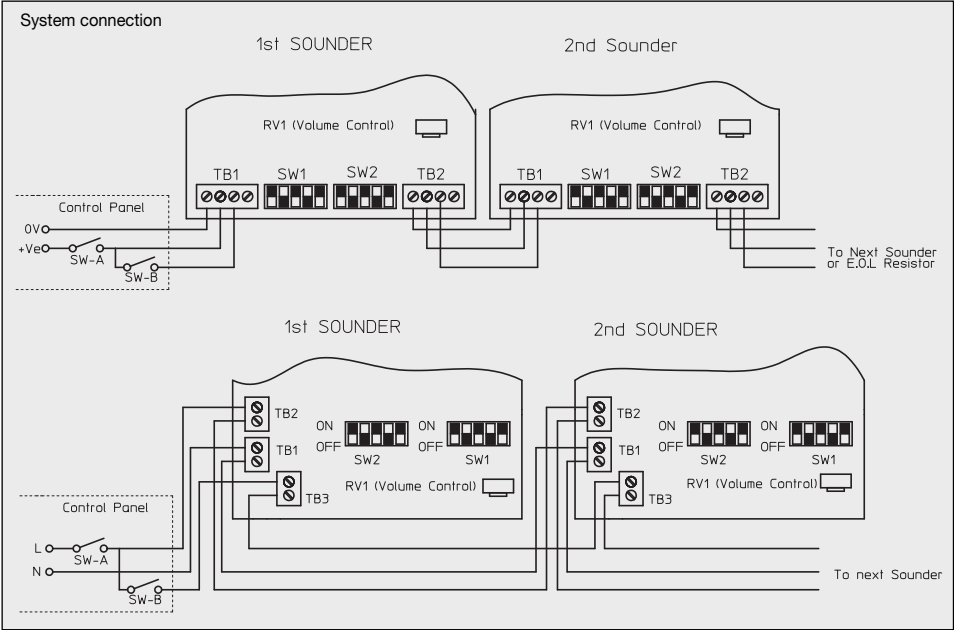 System connection
1st SOUNDER
2nd Sounder
RV1 (Volume Control)
RV1 (Volume Control)
TB1
SW1
SW2
TB2
TB1
SW1
SW2
TB2
Control Panel
0V
+Ve
SW-A
SW-B
To Next Sounder
or E.O.L Resistor
1st SOUNDER
2nd SOUNDER
TB2
ON
OFF
SW2
ON
OFF
SW1
TB1
RV1 (Volume Control)
TB3
TB2
ON
OFF
SW2
ON
OFF
SW1
TB1
RV1 (Volume Control)
TB3
Control Panel
L
SW-A
N
SW-B
To next Sounder